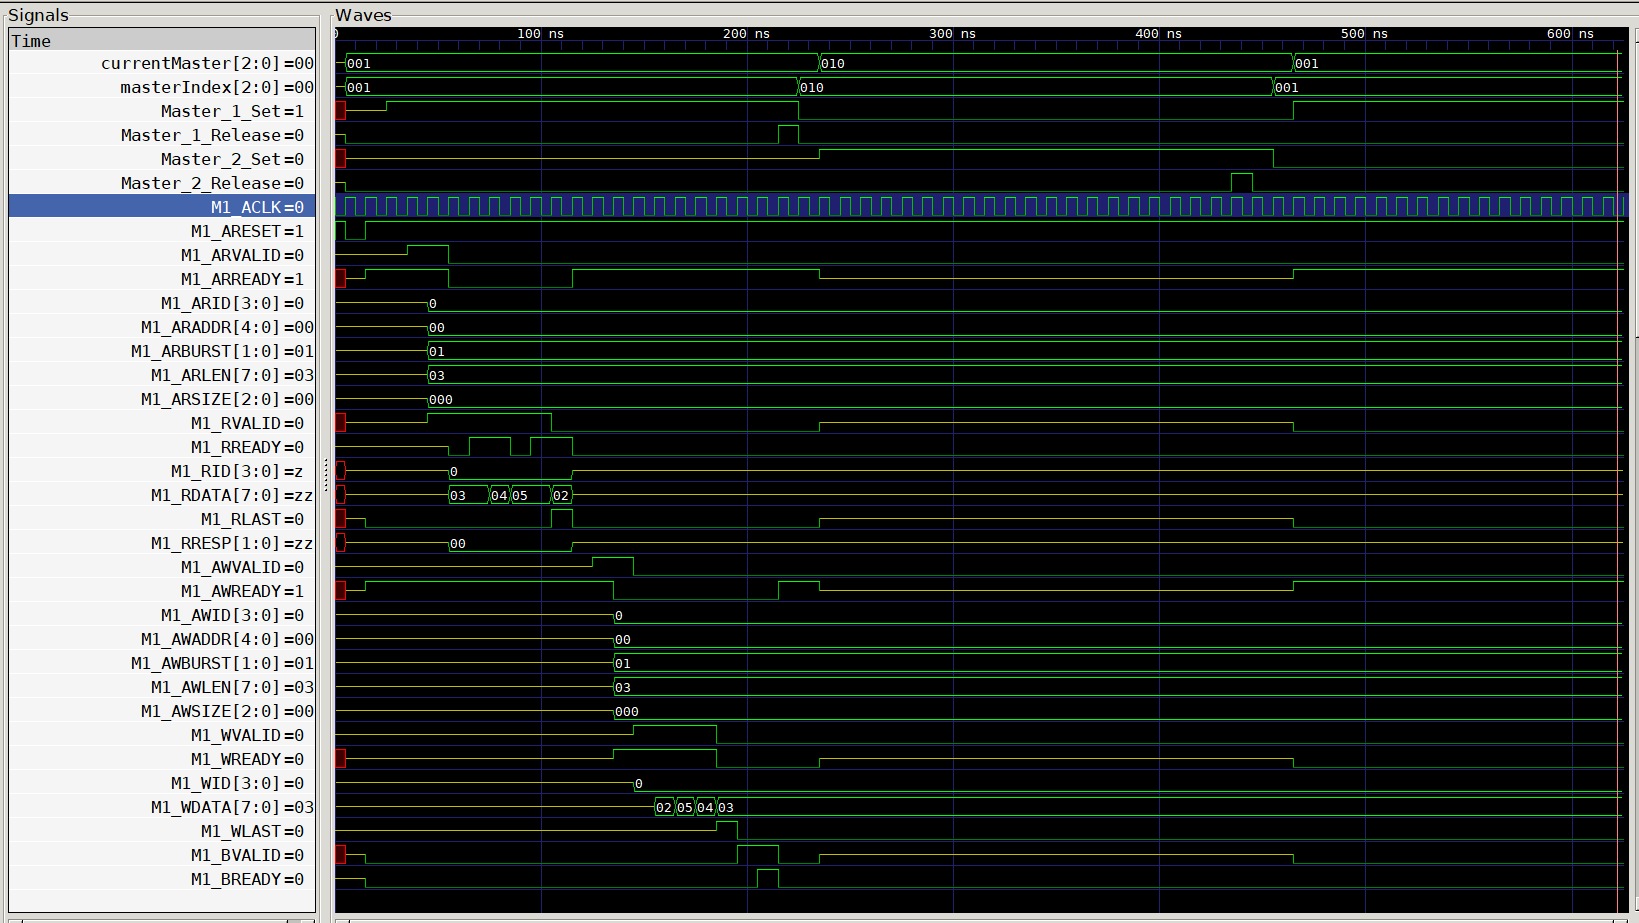 Signals
Waves
Time
0 100 ns 200 ns 300 ns 400 ns 500 ns 600 ns
currentMaster[2:0]=00 001 010 001
masterIndex[2:0]=00 001 010 001
Master_1_Set=1
Master_1_Release=0
Master_2_Set=0
Master_2_Release=0
M1_ACLK=0
M1_ARESET=1
M1_ARVALID=0
M1_ARREADY=1
M1_ARID[3:0]=0 0
M1_ARADDR[4:0]=00 00
M1_ARBURST[1:0]=01 01
M1_ARLEN[7:0]=03 03
M1_ARSIZE[2:0]=00 000
M1_RVALID=0
M1_RREADY=0
M1_RID[3:0]=z 0
M1_RDATA[7:0]=zz 03 04 05 02
M1_RLAST=0
M1_RRESP[1:0]=zz 00
M1_AWVALID=0
M1_AWREADY=1
M1_AWID[3:0]=0 0
M1_AWADDR[4:0]=00 00
M1_AWBURST[1:0]=01 01
M1_AWLEN[7:0]=03 03
M1_AWSIZE[2:0]=00 000
M1_WVALID=0
M1_WREADY=0
M1_WID[3:0]=0 0
M1_WDATA[7:0]=03 02 05 04 03
M1_WLAST=0
M1_BVALID=0
M1_BREADY=0